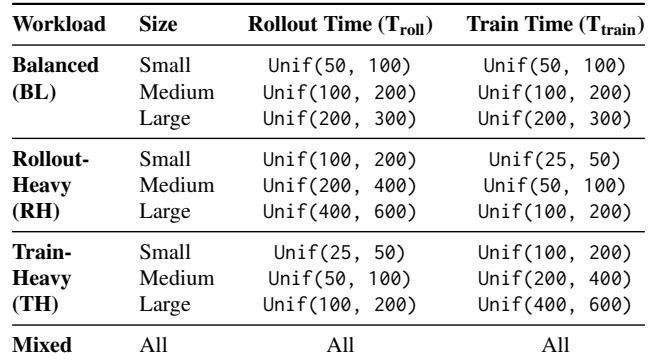 Workload Size Rollout Time (Troll) Train Time (Ttrain)
Balanced Small Unif(50, 100) Unif(50, 100)
(BL) Medium Unif(100, 200) Unif(100, 200)
Large Unif(200, 300) Unif(200, 300)
Rollout- Small Unif(100, 200) Unif(25, 50)
Heavy Medium Unif(200, 400) Unif(50, 100)
(RH) Large Unif(400, 600) Unif(100, 200)
Train- Small Unif(25, 50) Unif(100, 200)
Heavy Medium Unif(50, 100) Unif(200, 400)
(TH) Large Unif(100, 200) Unif(400, 600)
Mixed All All All